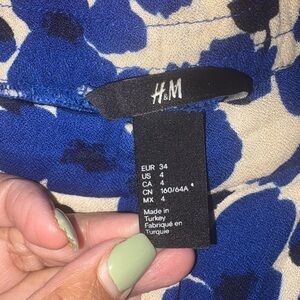 H&M
EUR 34
US 4
CA 4
CN 160/64A
MX 4
Made in
Turkey
Fabriqué en
Turquie